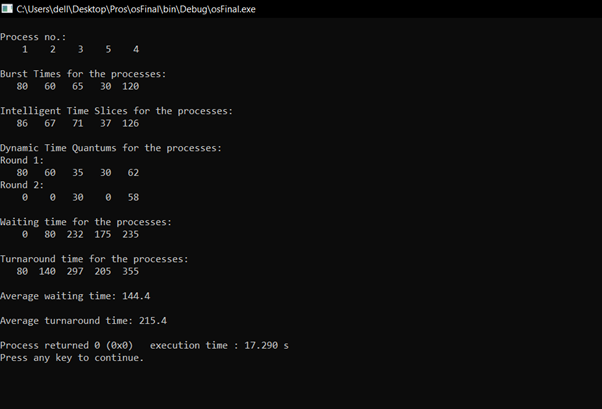 C:\Users\dell\Desktop\Pros\osFinal\bin\Debug\osFinal.exe
Process no.:
1 2 3 5 4
Burst Times for the processes:
80 60 65 30 120
Intelligent Time Slices for the processes:
86 67 71 37 126
Dynamic Time Quantums for the processes:
Round 1:
80 60 35 30 62
Round 2:
0 0 30 0 58
Waiting time for the processes:
0 80 232 175 235
Turnaround time for the processes:
80 140 297 205 355
Average waiting time: 144.4
Average turnaround time: 215.4
Process returned 0 (0x0) execution time : 17.290 s
Press any key to continue.